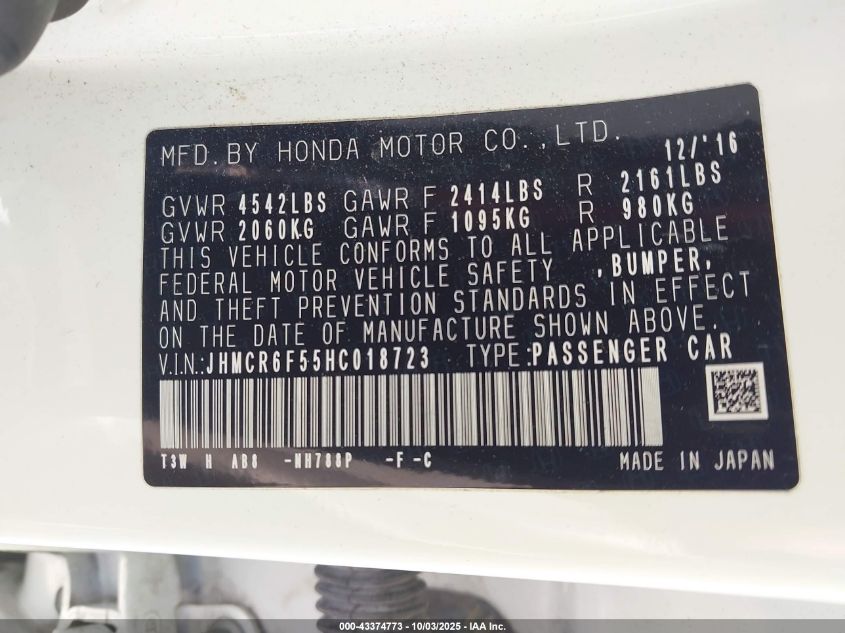 MFD. BY HONDA MOTOR CO., LTD. 12/'16
GVWR 4542LBS GAWR F 2414LBS R 2161LBS
GVWR 2060KG GAWR F 1095KG R 980KG
THIS VEHICLE CONFORMS TO ALL APPLICABLE
FEDERAL MOTOR VEHICLE SAFETY , BUMPER,
AND THEFT PREVENTION STANDARDS IN EFFECT
ON THE DATE OF MANUFACTURE SHOWN ABOVE.
V.I.N.:JHMCR6F55HC018723 TYPE:PASSENGER CAR
T3W H AB8 -NH788P -F -C MADE IN JAPAN
000-43374773 - 10/03/2025 - IAA Inc.